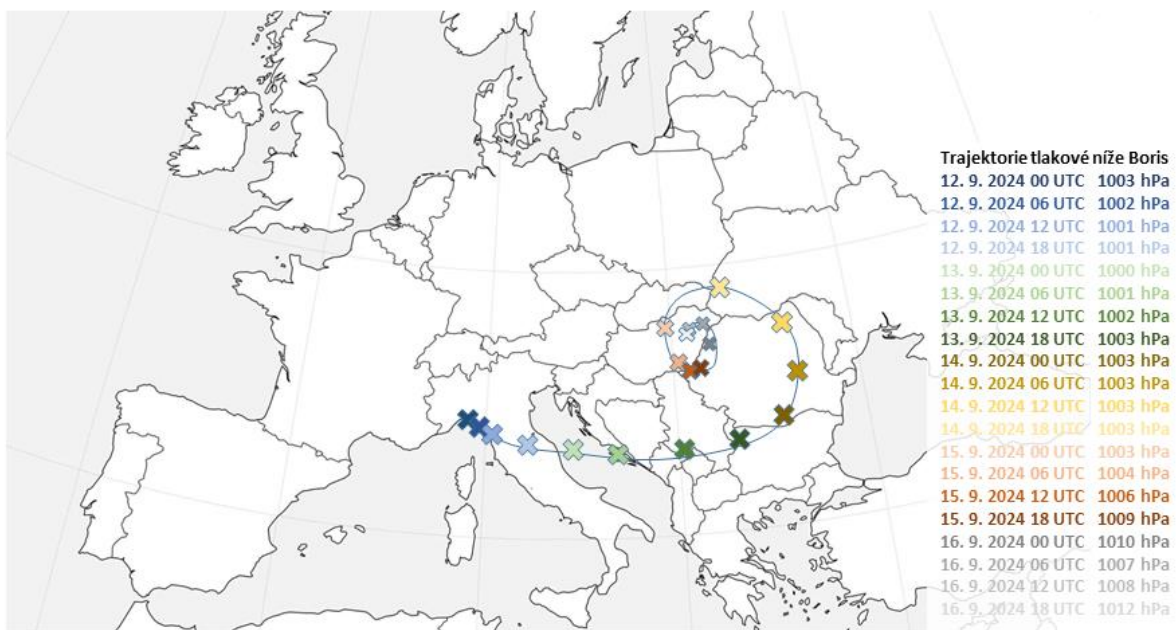 Trajektorie tlakové níže Boris
12. 9. 2024 00 UTC 1003 hPa
12. 9. 2024 06 UTC 1002 hPa
12. 9. 2024 12 UTC 1001 hPa
12. 9. 2024 18 UTC 1001 hPa
13. 9. 2024 00 UTC 1000 hPa
13. 9. 2024 06 UTC 1001 hPa
13. 9. 2024 12 UTC 1002 hPa
13. 9. 2024 18 UTC 1003 hPa
14. 9. 2024 00 UTC 1003 hPa
14. 9. 2024 06 UTC 1003 hPa
14. 9. 2024 12 UTC 1003 hPa
14. 9. 2024 18 UTC 1003 hPa
15. 9. 2024 00 UTC 1003 hPa
15. 9. 2024 06 UTC 1004 hPa
15. 9. 2024 12 UTC 1006 hPa
15. 9. 2024 18 UTC 1009 hPa
16. 9. 2024 00 UTC 1010 hPa
16. 9. 2024 06 UTC 1007 hPa
16. 9. 2024 12 UTC 1008 hPa
16. 9. 2024 18 UTC 1012 hPa